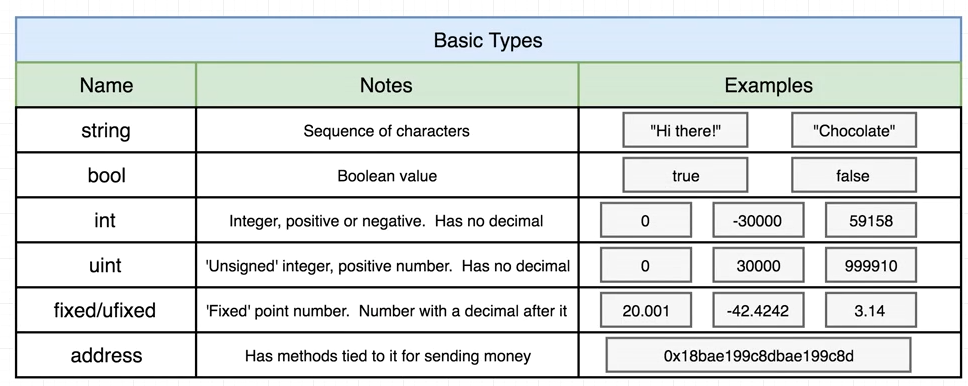 Basic Types
Name Notes Examples
string Sequence of characters "Hi there!" "Chocolate"
bool Boolean value true false
int Integer, positive or negative. Has no decimal 0 -30000 59158
uint 'Unsigned' integer, positive number. Has no decimal 0 30000 999910
fixed/ufixed 'Fixed' point number. Number with a decimal after it 20.001 -42.4242 3.14
address Has methods tied to it for sending money 0x18bae199c8dbae199c8d